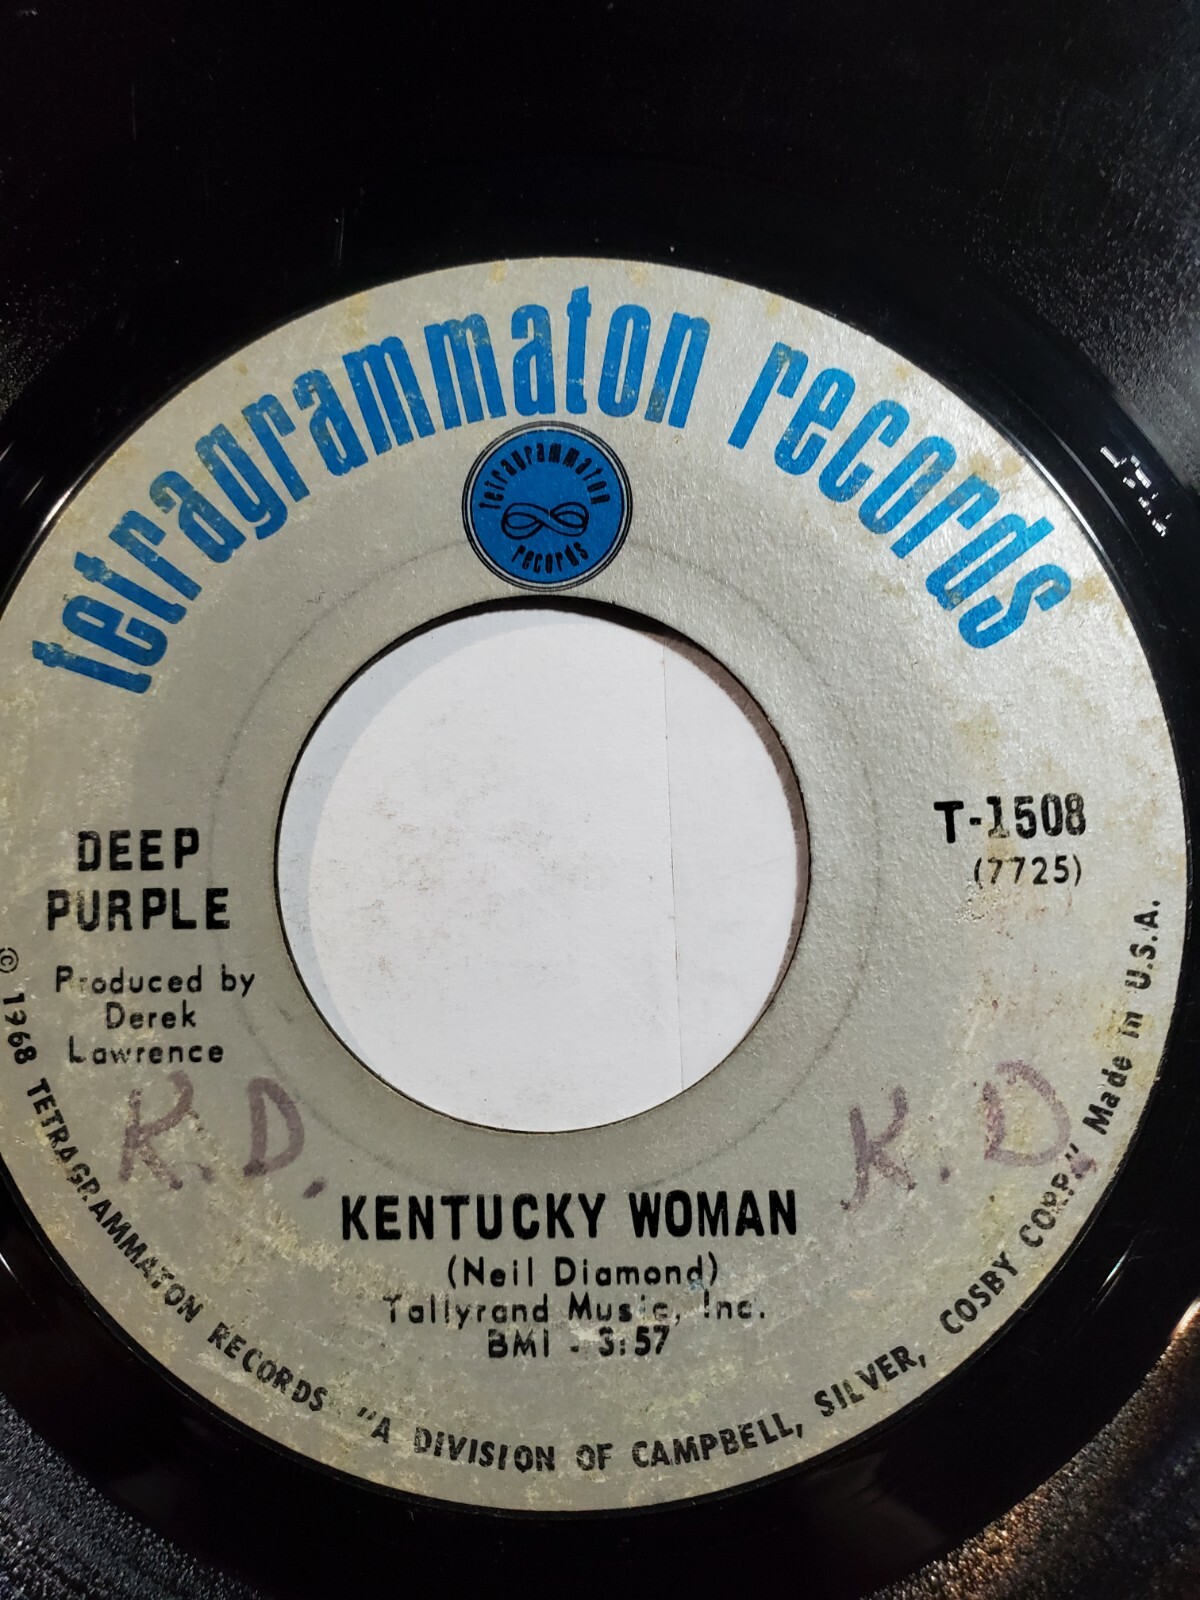 tetragrammaton records
tetragrammaton
records
DEEP
PURPLE
T-1508
(7725)
Produced by
Derek
Lawrence
K.D.
K.D.
KENTUCKY WOMAN
(Neil Diamond)
Tallyrand Music, Inc.
BMI - 3:57
© 1968 TETRAGRAMMATON RECORDS "A DIVISION OF CAMPBELL, SILVER, COSBY CORP." Made in U.S.A.